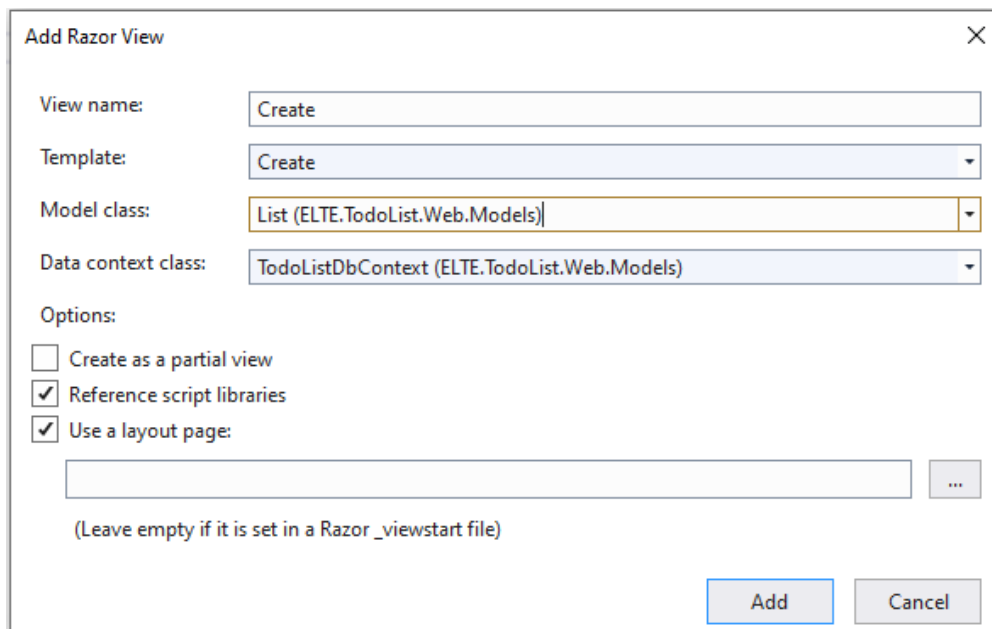 Add Razor View
View name: Create
Template: Create
Model class: List (ELTE.TodoList.Web.Models)
Data context class: TodoListDbContext (ELTE.TodoList.Web.Models)
Options:
Create as a partial view
Reference script libraries
Use a layout page:
...
(Leave empty if it is set in a Razor _viewstart file)
Add Cancel